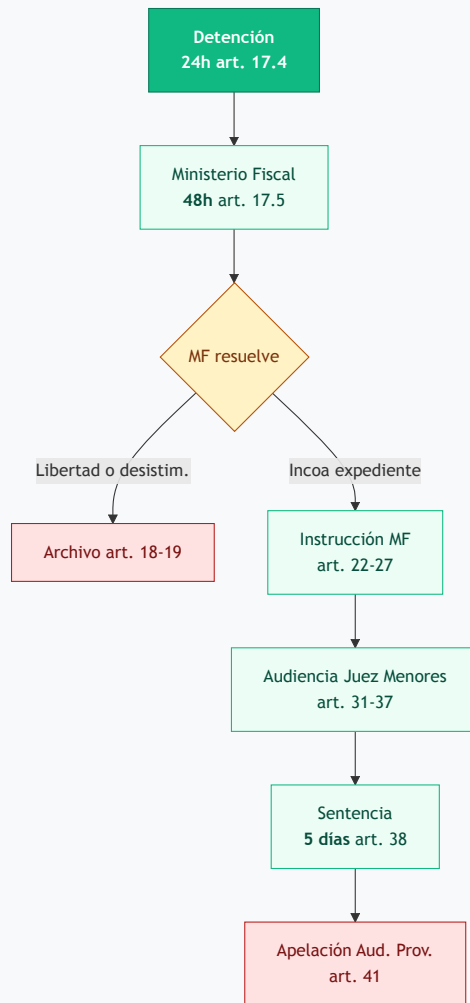 Detención
24h art. 17.4
Ministerio Fiscal
48h art. 17.5
MF resuelve
Libertad o desistim.
Incoa expediente
Archivo art. 18-19
Instrucción MF
art. 22-27
Audiencia Juez Menores
art. 31-37
Sentencia
5 días art. 38
Apelación Aud. Prov.
art. 41